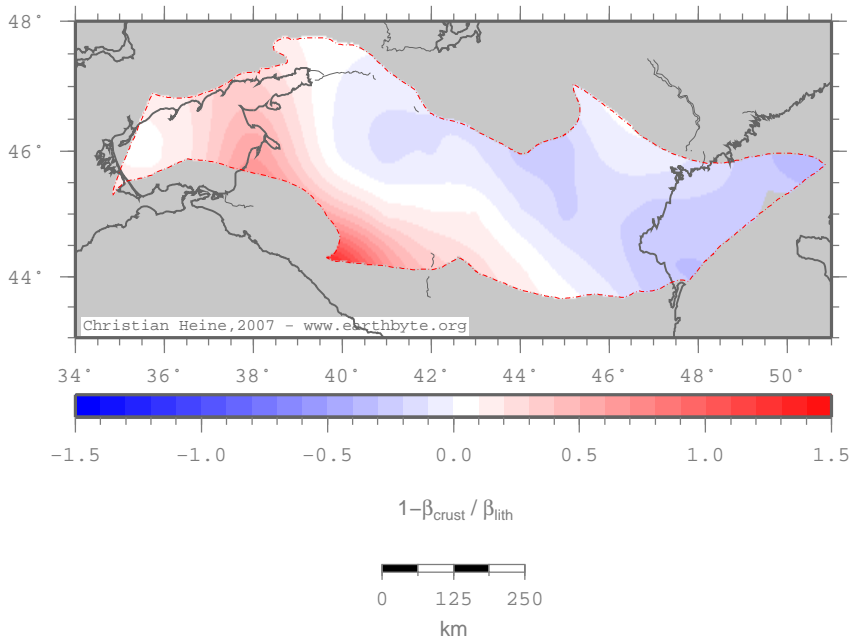 48°
46°
44°
Christian Heine,2007 - www.earthbyte.org
34° 36° 38° 40° 42° 44° 46° 48° 50°
-1.5 -1.0 -0.5 0.0 0.5 1.0 1.5
1-βcrust / βlith
0 125 250
km